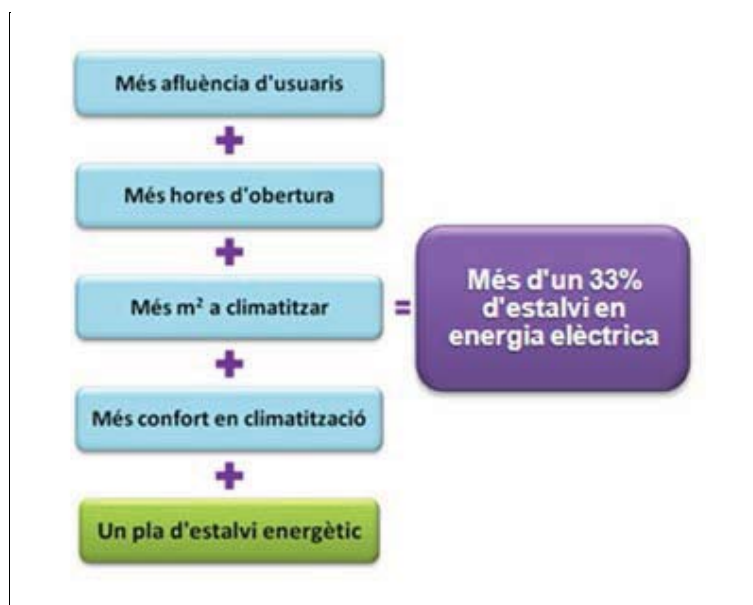 Més afluència d'usuaris
+
Més hores d'obertura
+
Més m² a climatitzar
+
Més confort en climatització
+
Un pla d'estalvi energètic
=
Més d'un 33%
d'estalvi en
energia elèctrica